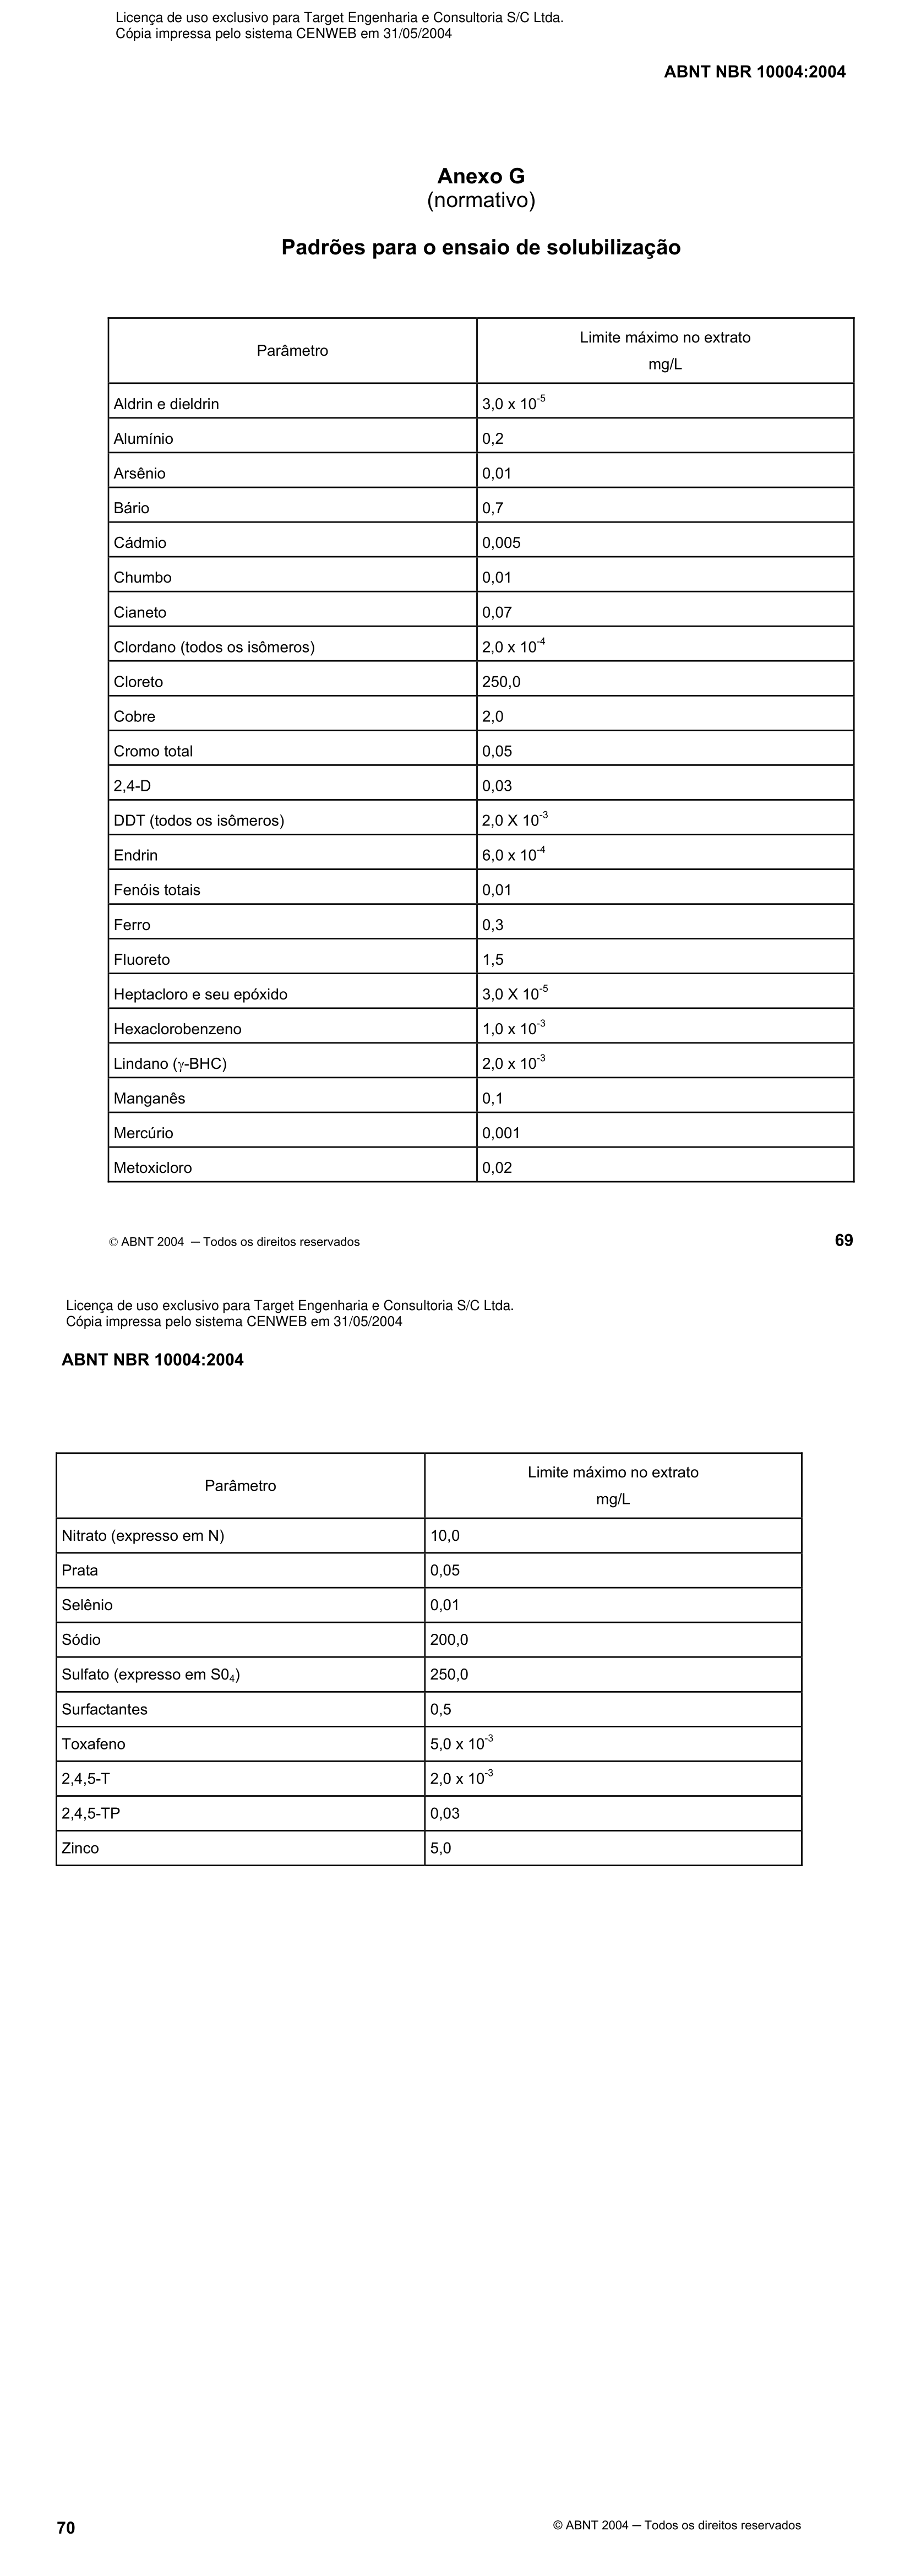 Licença de uso exclusivo para Target Engenharia e Consultoria S/C Ltda.
Cópia impressa pelo sistema CENWEB em 31/05/2004
ABNT NBR 10004:2004
Anexo G
(normativo)
Padrões para o ensaio de solubilização
Parâmetro
Limite máximo no extrato
mg/L
Aldrin e dieldrin 3,0 x 10⁻⁵
Alumínio 0,2
Arsênio 0,01
Bário 0,7
Cádmio 0,005
Chumbo 0,01
Cianeto 0,07
Clordano (todos os isômeros) 2,0 x 10⁻⁴
Cloreto 250,0
Cobre 2,0
Cromo total 0,05
2,4-D 0,03
DDT (todos os isômeros) 2,0 X 10⁻³
Endrin 6,0 x 10⁻⁴
Fenóis totais 0,01
Ferro 0,3
Fluoreto 1,5
Heptacloro e seu epóxido 3,0 X 10⁻⁵
Hexaclorobenzeno 1,0 x 10⁻³
Lindano (γ-BHC) 2,0 x 10⁻³
Manganês 0,1
Mercúrio 0,001
Metoxicloro 0,02
© ABNT 2004 ─ Todos os direitos reservados 69
Licença de uso exclusivo para Target Engenharia e Consultoria S/C Ltda.
Cópia impressa pelo sistema CENWEB em 31/05/2004
ABNT NBR 10004:2004
Parâmetro
Limite máximo no extrato
mg/L
Nitrato (expresso em N) 10,0
Prata 0,05
Selênio 0,01
Sódio 200,0
Sulfato (expresso em S0₄) 250,0
Surfactantes 0,5
Toxafeno 5,0 x 10⁻³
2,4,5-T 2,0 x 10⁻³
2,4,5-TP 0,03
Zinco 5,0
70 © ABNT 2004 ─ Todos os direitos reservados